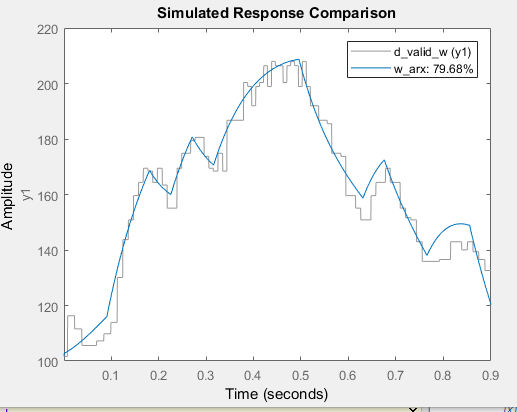 Simulated Response Comparison
220
200
180
160
140
120
100
Amplitude
y1
d_valid_w (y1)
w_arx: 79.68%
0.1
0.2
0.3
0.4
0.5
0.6
0.7
0.8
0.9
Time (seconds)